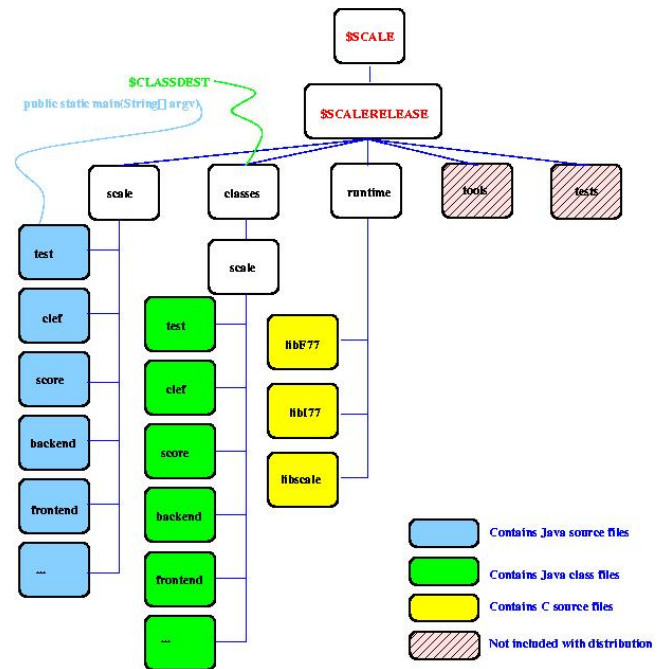 $SCALE
$CLASSDEST
public static main(String[] argv)
$SCALERELEASE
scale
classes
runtime
tools
tests
scale
test
clef
score
backend
frontend
...
test
clef
score
backend
frontend
...
libF77
libI77
libscale
Contains Java source files
Contains Java class files
Contains C source files
Not included with distribution